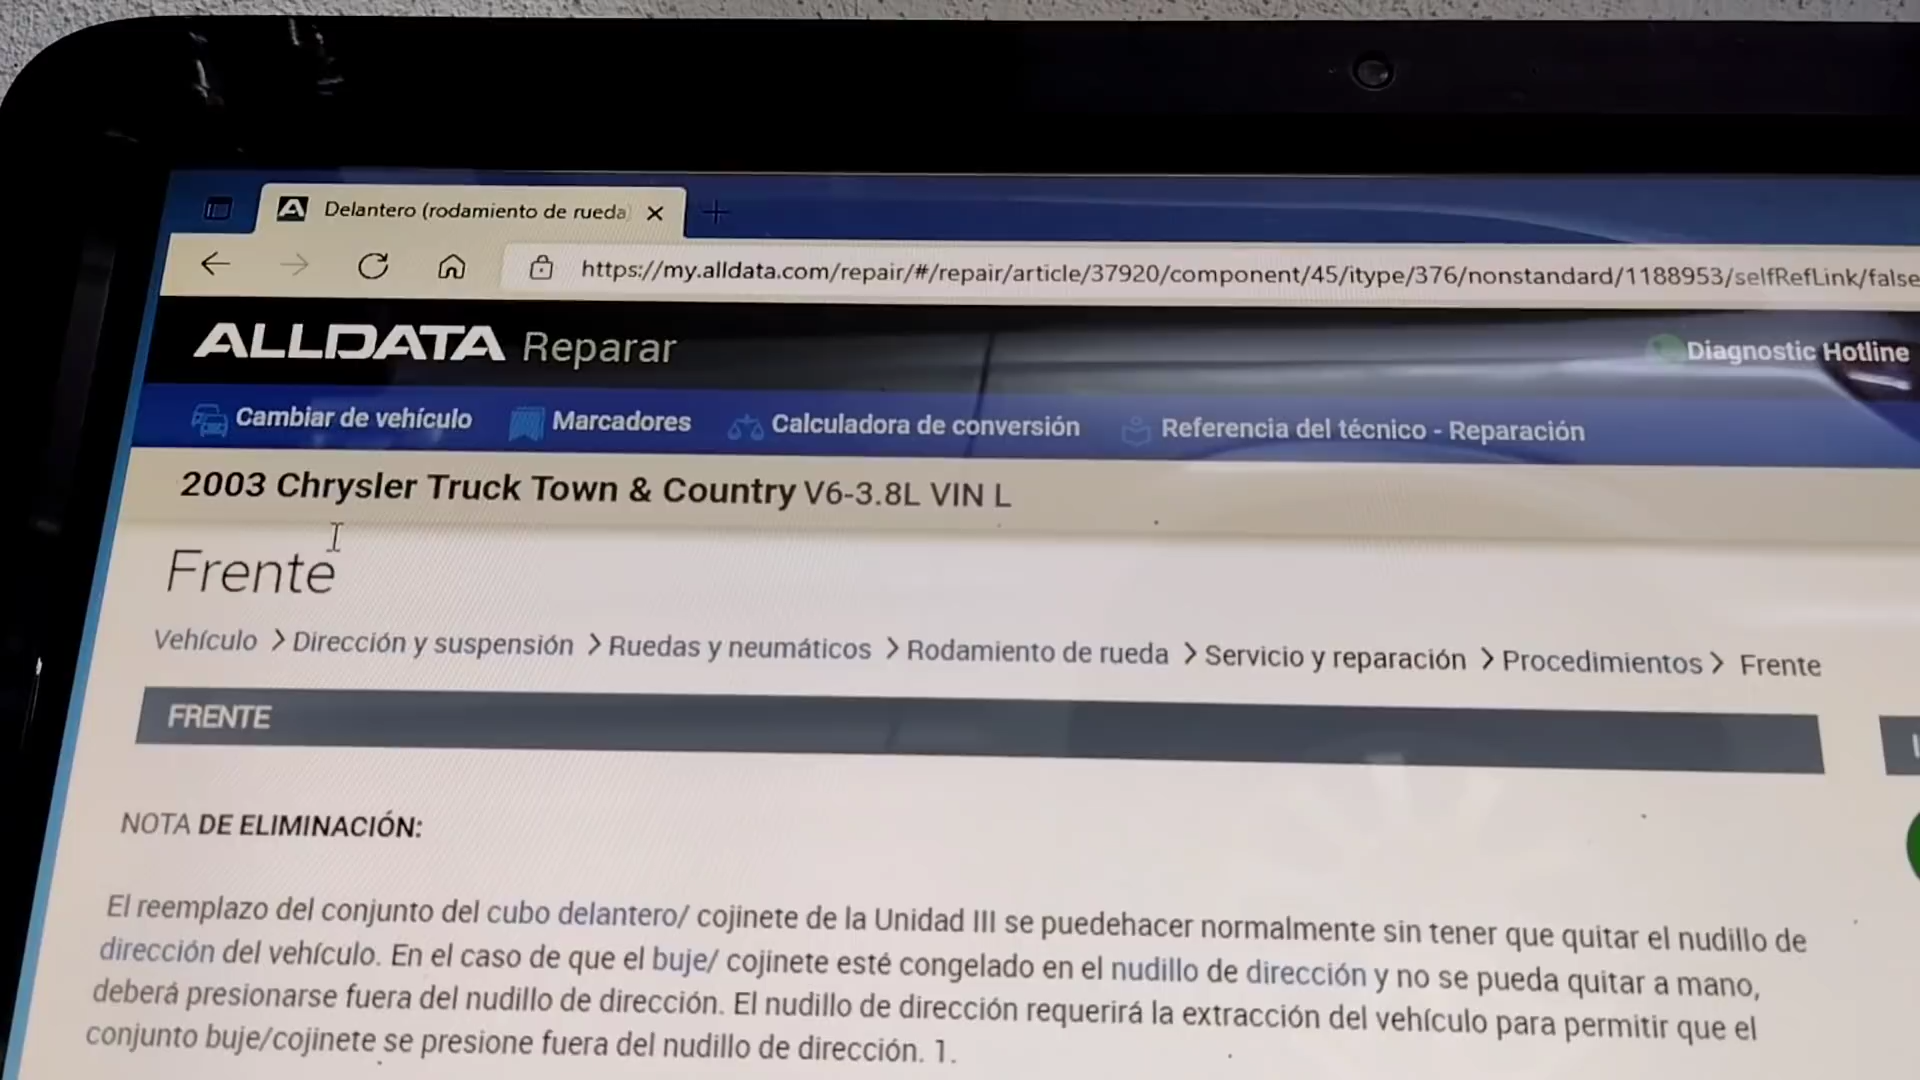 Delantero (rodamiento de rueda)
https://my.alldata.com/repair/#/repair/article/37920/component/45/itype/376/nonstandard/1188953/selfRefLink/false
ALLDATA Reparar
Diagnostic Hotline
Cambiar de vehículo Marcadores Calculadora de conversión Referencia del técnico - Reparación
2003 Chrysler Truck Town & Country V6-3.8L VIN L
Frente
Vehículo > Dirección y suspensión > Ruedas y neumáticos > Rodamiento de rueda > Servicio y reparación > Procedimientos > Frente
FRENTE
NOTA DE ELIMINACIÓN:
El reemplazo del conjunto del cubo delantero/ cojinete de la Unidad III se puedehacer normalmente sin tener que quitar el nudillo de
dirección del vehículo. En el caso de que el buje/ cojinete esté congelado en el nudillo de dirección y no se pueda quitar a mano,
deberá presionarse fuera del nudillo de dirección. El nudillo de dirección requerirá la extracción del vehículo para permitir que el
conjunto buje/cojinete se presione fuera del nudillo de dirección. 1.